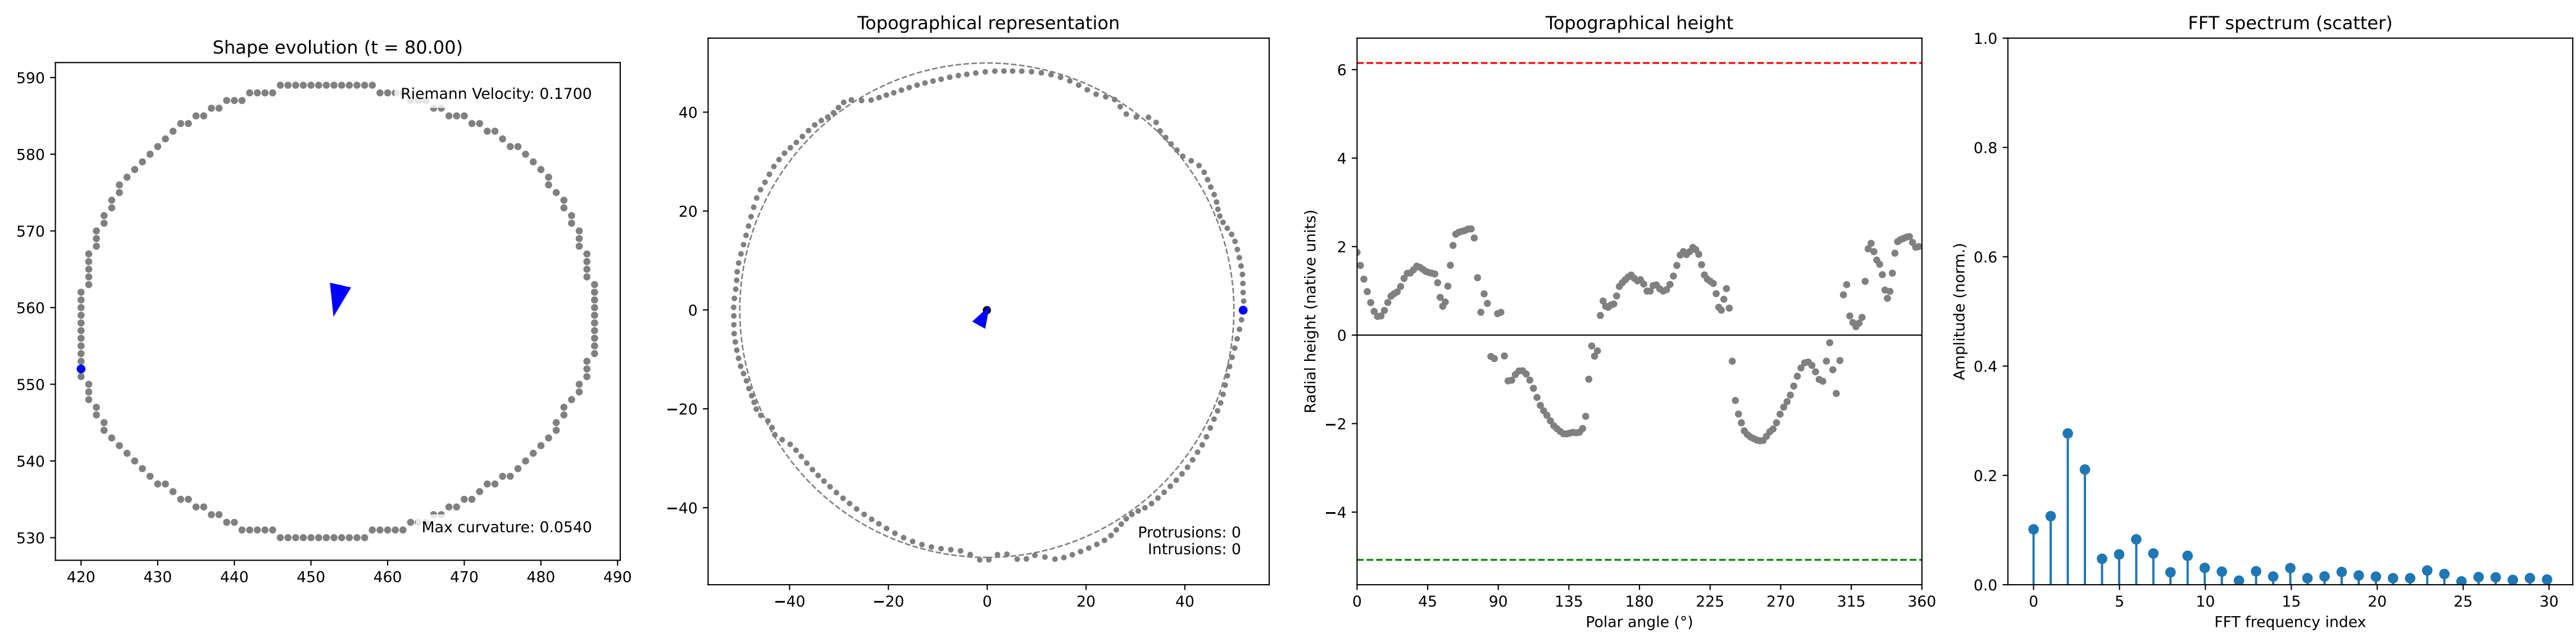 Shape evolution (t = 80.00)
590
580
570
560
550
540
530
420 430 440 450 460 470 480 490
Riemann Velocity: 0.1700
Max curvature: 0.0540
Topographical representation
40
20
0
−20
−40
−40 −20 0 20 40
Protrusions: 0
Intrusions: 0
Topographical height
Radial height (native units)
6
4
2
0
−2
−4
0 45 90 135 180 225 270 315 360
Polar angle (°)
FFT spectrum (scatter)
Amplitude (norm.)
1.0
0.8
0.6
0.4
0.2
0.0
0 5 10 15 20 25 30
FFT frequency index